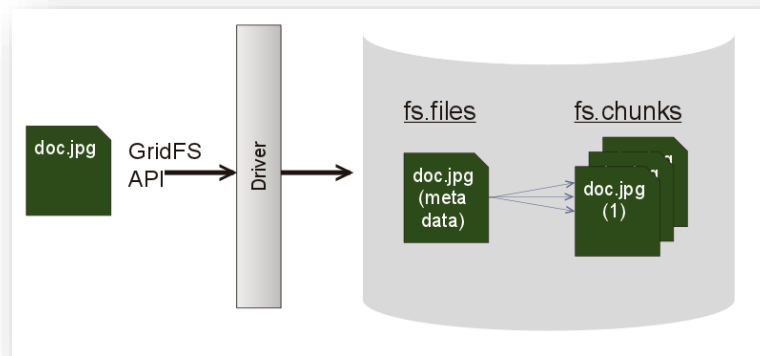 doc.jpg
GridFS
API
Driver
fs.files
fs.chunks
doc.jpg
(meta
data)
doc.jpg
(1)